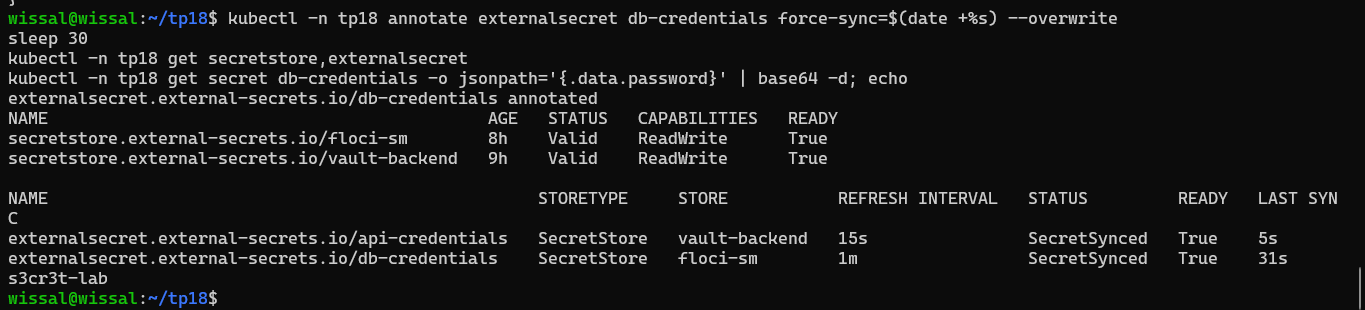 wissal@wissal:~/tp18$ kubectl -n tp18 annotate externalsecret db-credentials force-sync=$(date +%s) --overwrite
sleep 30
kubectl -n tp18 get secretstore,externalsecret
kubectl -n tp18 get secret db-credentials -o jsonpath='{.data.password}' | base64 -d; echo
externalsecret.external-secrets.io/db-credentials annotated
NAME                                            AGE   STATUS   CAPABILITIES   READY
secretstore.external-secrets.io/floci-sm        8h    Valid    ReadWrite      True
secretstore.external-secrets.io/vault-backend   9h    Valid    ReadWrite      True

NAME                                                 STORETYPE     STORE           REFRESH INTERVAL   STATUS         READY   LAST SYN
C
externalsecret.external-secrets.io/api-credentials   SecretStore   vault-backend   15s                SecretSynced   True    5s
externalsecret.external-secrets.io/db-credentials    SecretStore   floci-sm        1m                 SecretSynced   True    31s
s3cr3t-lab
wissal@wissal:~/tp18$